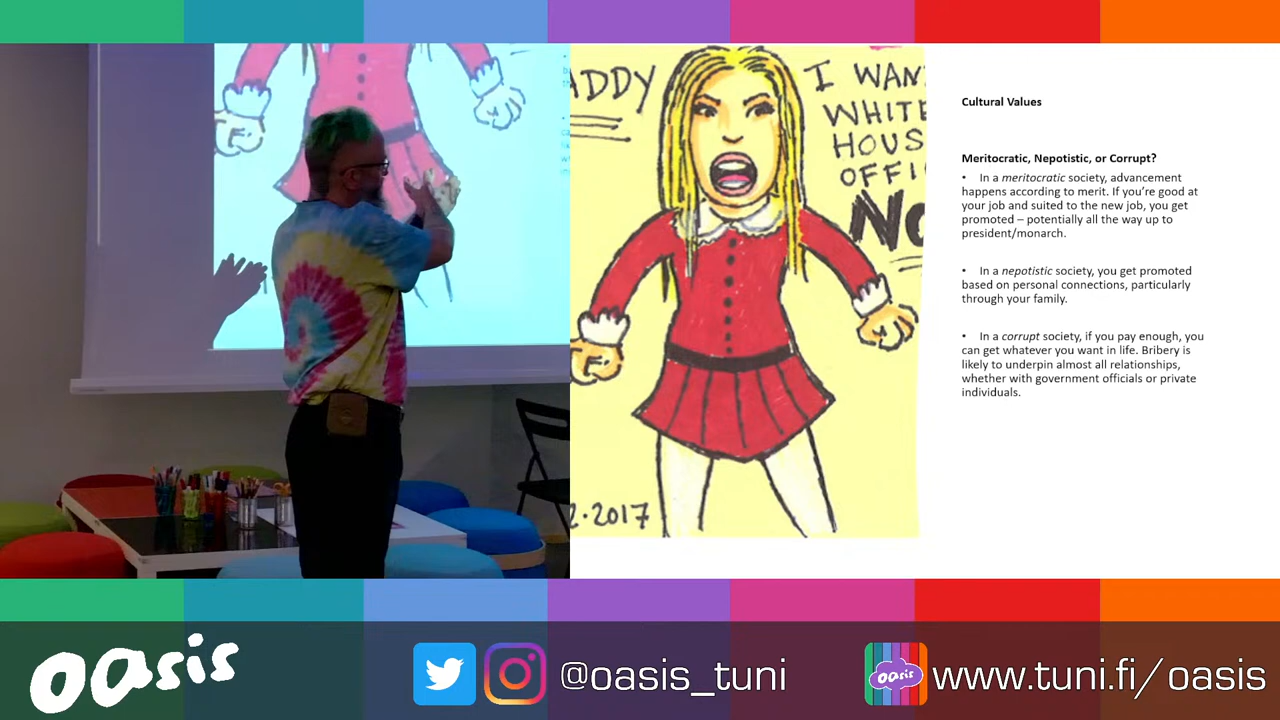 ADDY
I WAN
WHITE
HOUS
OFFI
NO
2·2017
Cultural Values
Meritocratic, Nepotistic, or Corrupt?
• In a meritocratic society, advancement
happens according to merit. If you’re good at
your job and suited to the new job, you get
promoted – potentially all the way up to
president/monarch.
• In a nepotistic society, you get promoted
based on personal connections, particularly
through your family.
• In a corrupt society, if you pay enough, you
can get whatever you want in life. Bribery is
likely to underpin almost all relationships,
whether with government officials or private
individuals.
oasis
@oasis_tuni
oasis
www.tuni.fi/oasis